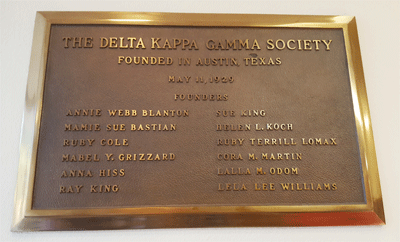 THE DELTA KAPPA GAMMA SOCIETY
FOUNDED IN AUSTIN, TEXAS
MAY 11, 1929
FOUNDERS
ANNIE WEBB BLANTON SUE KING
MAMIE SUE BASTIAN HELEN L. KOCH
RUBY COLE RUBY TERRILL LOMAX
MABEL Y. GRIZZARD CORA M. MARTIN
ANNA HISS LALLA M. ODOM
RAY KING LELA LEE WILLIAMS